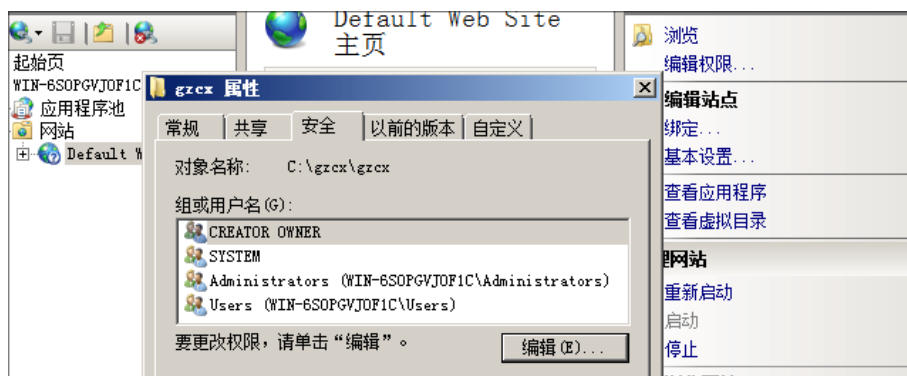 Default Web Site
主页
起始页
WIN-6SOPGVJOF1C
应用程序池
网站
Default W
gzcx 属性
常规
共享
安全
以前的版本
自定义
对象名称: C:\gzcx\gzcx
组或用户名(G):
CREATOR OWNER
SYSTEM
Administrators (WIN-6SOPGVJOF1C\Administrators)
Users (WIN-6SOPGVJOF1C\Users)
要更改权限，请单击“编辑”。
编辑(E)...
浏览
编辑权限...
编辑站点
绑定...
基本设置...
查看应用程序
查看虚拟目录
理网站
重新启动
启动
停止